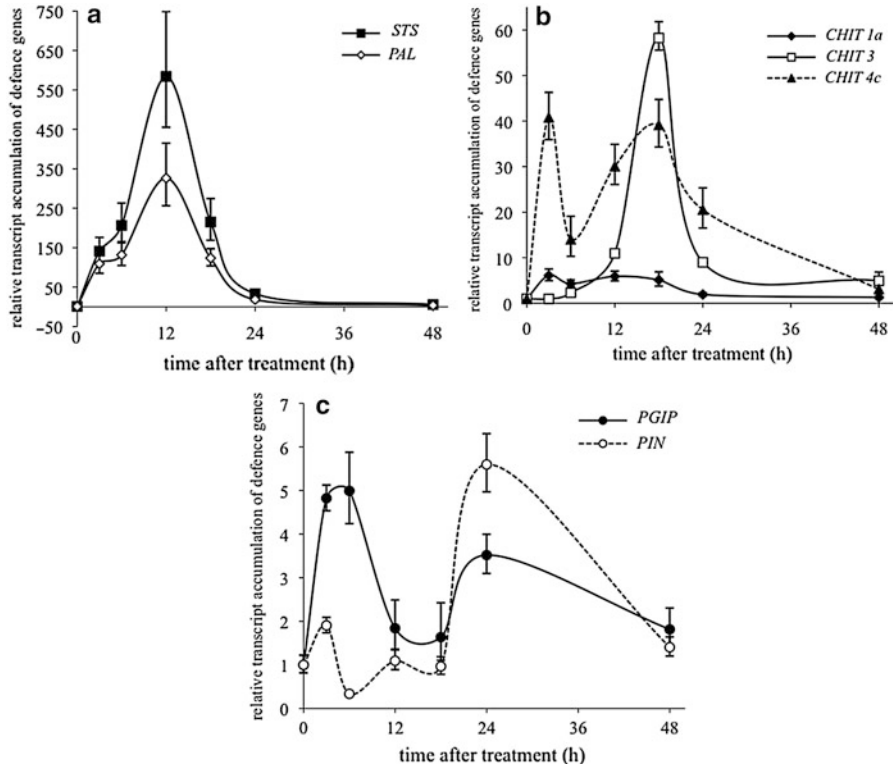 a
relative transcript accumulation of defence genes
750
650
550
450
350
250
150
50
−50
STS
PAL
0
12
24
36
48
time after treatment (h)
b
relative transcript accumulation of defence genes
60
50
40
30
20
10
0
CHIT 1a
CHIT 3
CHIT 4c
0
12
24
36
48
time after treatment (h)
c
relative transcript accumulation of defence genes
7
6
5
4
3
2
1
0
PGIP
PIN
0
12
24
36
48
time after treatment (h)